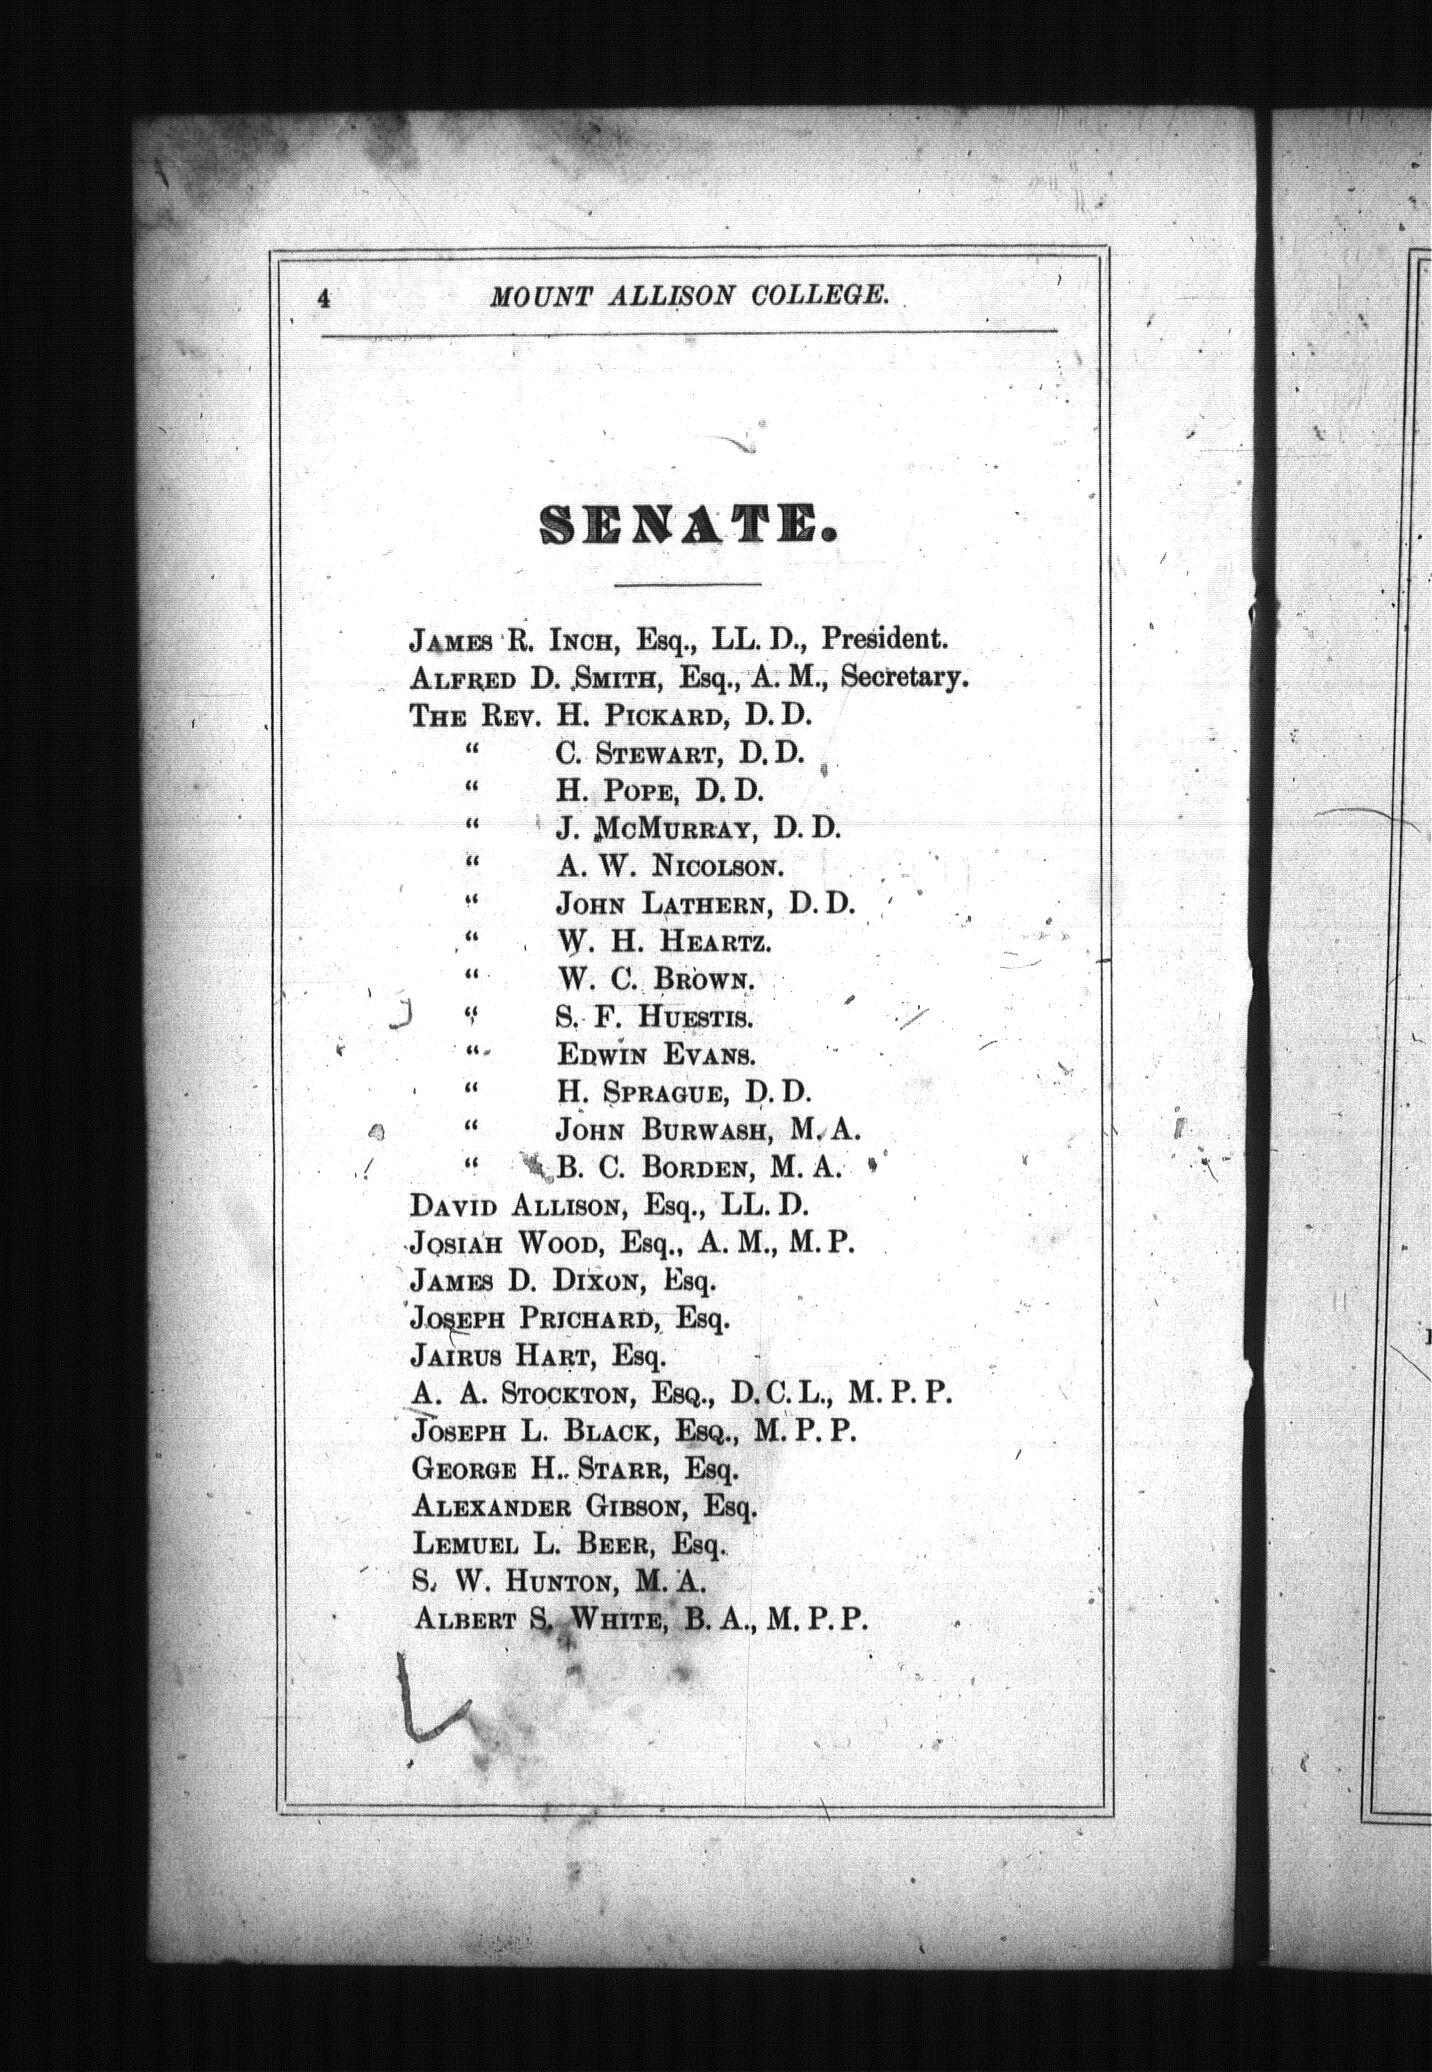 4 MOUNT ALLISON COLLEGE.
SENATE.
JAMES R. INCH, Esq., LL. D., President.
ALFRED D. SMITH, Esq., A. M., Secretary.
THE REV. H. PICKARD, D. D.
“ C. STEWART, D. D.
“ H. POPE, D. D.
“ J. MCMURRAY, D. D.
“ A. W. NICOLSON.
“ JOHN LATHERN, D. D.
“ W. H. HEARTZ.
“ W. C. BROWN.
“ S. F. HUESTIS.
“ EDWIN EVANS.
“ H. SPRAGUE, D. D.
“ JOHN BURWASH, M. A.
“ B. C. BORDEN, M. A.
DAVID ALLISON, Esq., LL. D.
JOSIAH WOOD, Esq., A. M., M. P.
JAMES D. DIXON, Esq.
JOSEPH PRICHARD, Esq.
JAIRUS HART, Esq.
A. A. STOCKTON, ESQ., D. C. L., M. P. P.
JOSEPH L. BLACK, ESQ., M. P. P.
GEORGE H. STARR, Esq.
ALEXANDER GIBSON, Esq.
LEMUEL L. BEER, Esq.
S. W. HUNTON, M. A.
ALBERT S. WHITE, B. A., M. P. P.